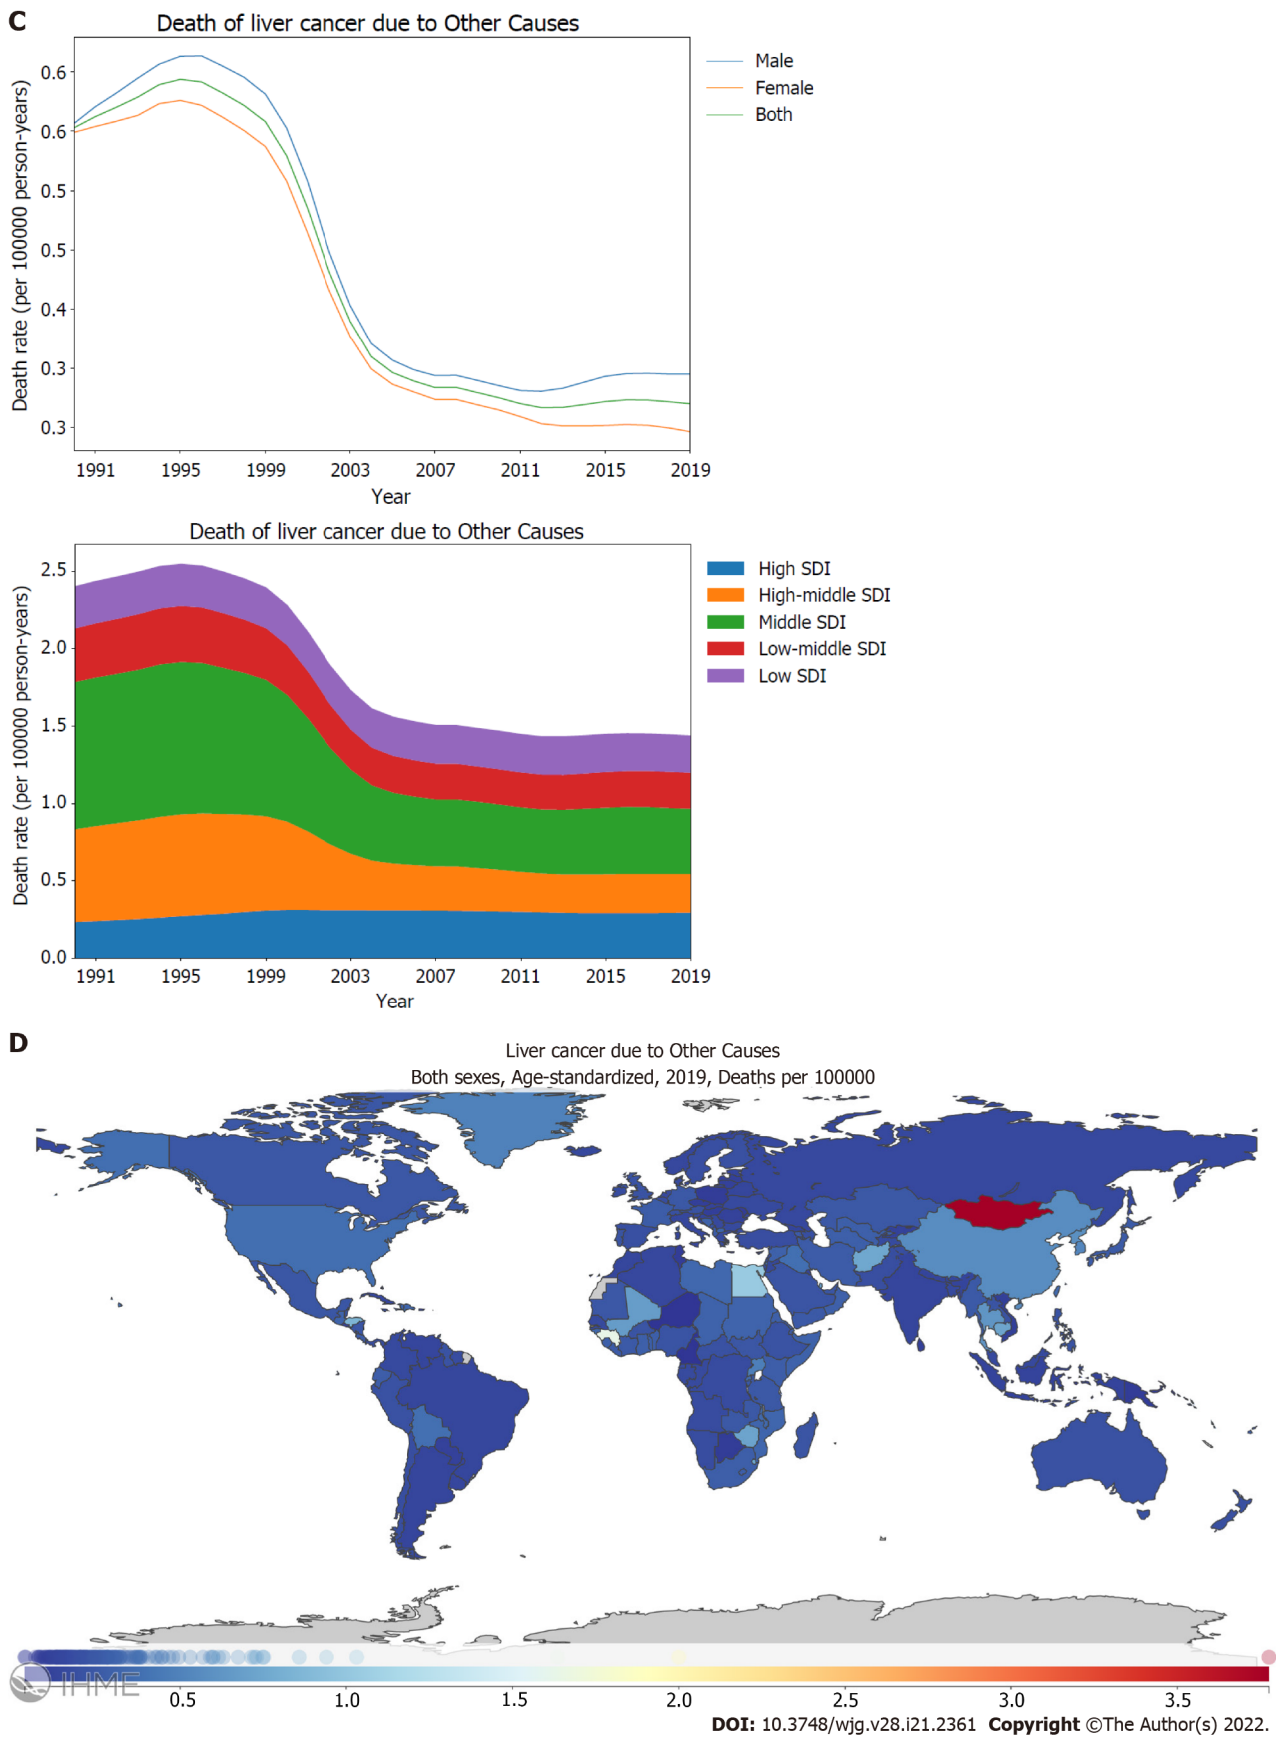 C
Death of liver cancer due to Other Causes
Death rate (per 100000 person-years)
0.6
0.6
0.5
0.5
0.4
0.3
0.3
1991 1995 1999 2003 2007 2011 2015 2019
Year
Male
Female
Both
Death of liver cancer due to Other Causes
Death rate (per 100000 person-years)
2.5
2.0
1.5
1.0
0.5
0.0
1991 1995 1999 2003 2007 2011 2015 2019
Year
High SDI
High-middle SDI
Middle SDI
Low-middle SDI
Low SDI
D
Liver cancer due to Other Causes
Both sexes, Age-standardized, 2019, Deaths per 100000
IHME
0.5 1.0 1.5 2.0 2.5 3.0 3.5
DOI: 10.3748/wjg.v28.i21.2361 Copyright ©The Author(s) 2022.